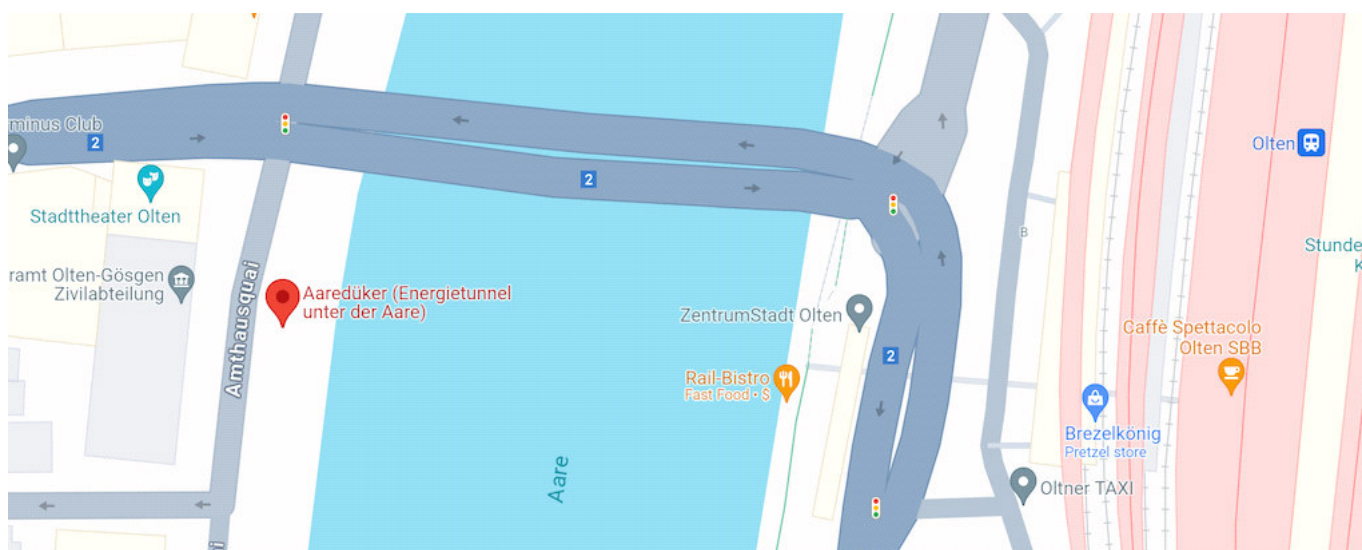 minus Club
2
2
Olten
Stadttheater Olten
B
Stunde
K
ramt Olten-Gösgen
Zivilabteilung
Amthausquai
Aaredüker (Energietunnel
unter der Aare)
ZentrumStadt Olten
Caffè Spettacolo
Olten SBB
2
Rail-Bistro
Fast Food • $
Brezelkönig
Pretzel store
Aare
Oltner TAXI
i